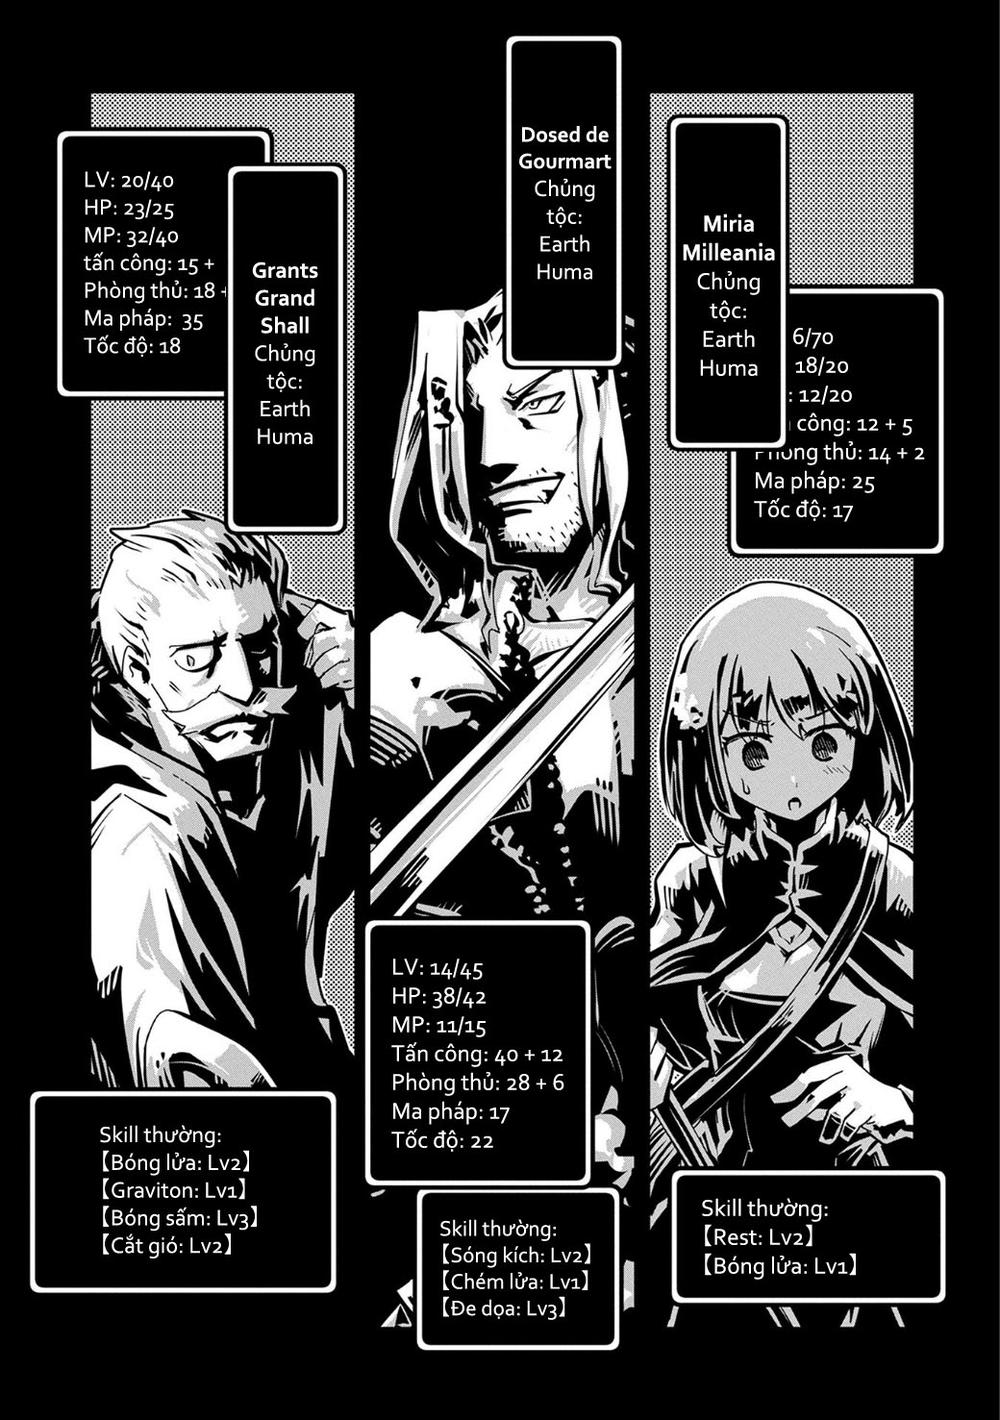 LV: 20/40
HP: 23/25
MP: 32/40
tấn công: 15 +
Phòng thủ: 18 +
Ma pháp: 35
Tốc độ: 18
Grants
Grand
Shall
Chủng
tộc:
Earth
Huma
Skill thường:
【Bóng lửa: Lv2】
【Graviton: Lv1】
【Bóng sấm: Lv3】
【Cắt gió: Lv2】
Dosed de
Gourmart
Chủng
tộc:
Earth
Huma
LV: 14/45
HP: 38/42
MP: 11/15
Tấn công: 40 + 12
Phòng thủ: 28 + 6
Ma pháp: 17
Tốc độ: 22
Skill thường:
【Sóng kích: Lv2】
【Chém lửa: Lv1】
【Đe dọa: Lv3】
Miria
Milleania
Chủng
tộc:
Earth
Huma
6/70
18/20
: 12/20
công: 12 + 5
Phòng thủ: 14 + 2
Ma pháp: 25
Tốc độ: 17
Skill thường:
【Rest: Lv2】
【Bóng lửa: Lv1】